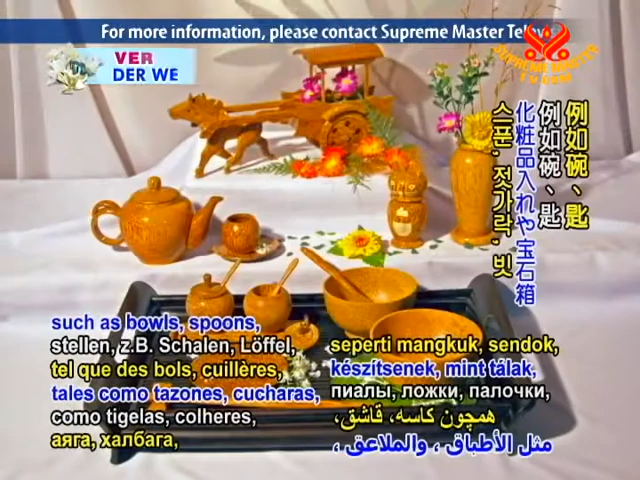 For more information, please contact Supreme Master Telev
SUPREME MASTER
TELEVISION
VER
DER WE
例如碗、匙
例如碗、匙
化粧品入れや宝石箱
스푼, 젓가락, 빗
such as bowls, spoons,
stellen, z.B. Schalen, Löffel,
tel que des bols, cuillères,
tales como tazones, cucharas,
como tigelas, colheres,
аяга, халбага,
seperti mangkuk, sendok,
készítsenek, mint tálak,
пиалы, ложки, палочки,
همچون کاسه، قاشق،
مثل الأطباق ، والملاعق ،